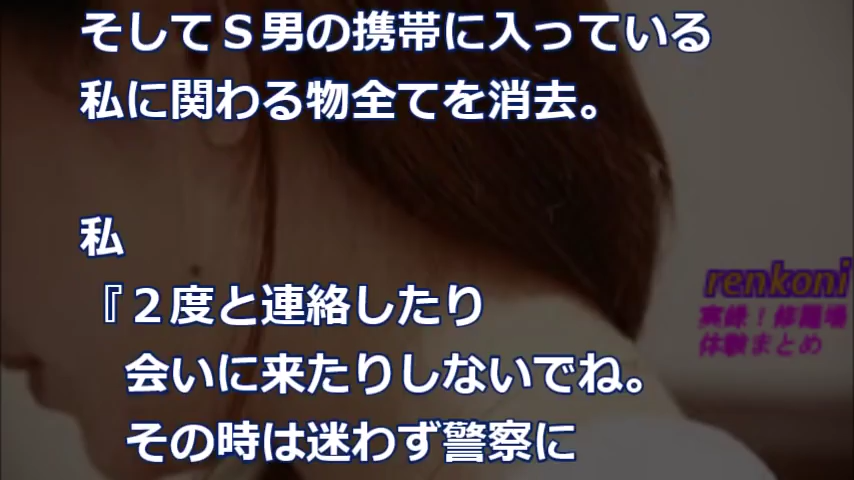 そしてＳ男の携帯に入っている
私に関わる物全てを消去。
私
『２度と連絡したり
会いに来たりしないでね。
その時は迷わず警察に
renkoni
実録！修羅場
体験まとめ